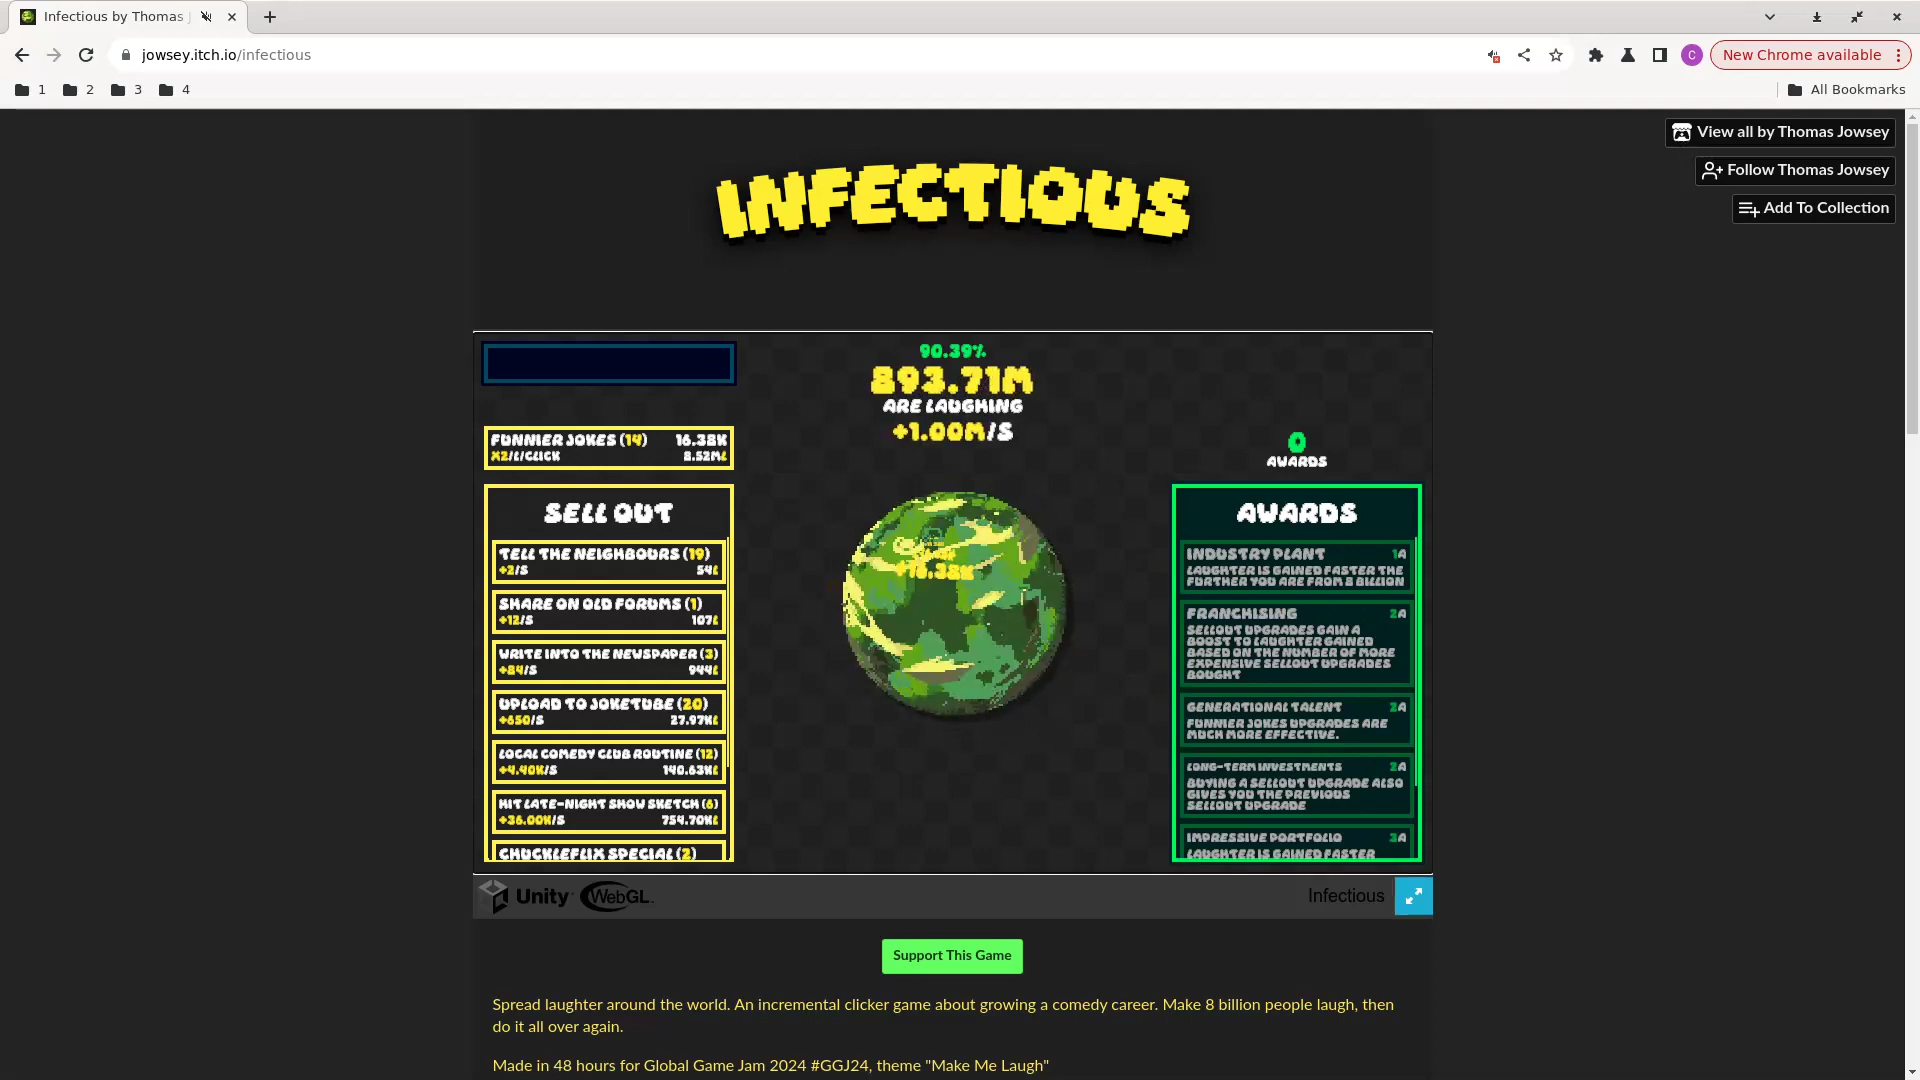 Infectious by Thomas J
jowsey.itch.io/infectious
New Chrome available
1
2
3
4
All Bookmarks
C
View all by Thomas Jowsey
Follow Thomas Jowsey
Add To Collection
INFECTIOUS
90.39%
893.71M
ARE LAUGHING
+1.00M/S
FUNNIER JOKES (14) 16.38K
X2/L/CLICK 8.52ML
SELL OUT
TELL THE NEIGHBOURS (19)
+2/S 54L
SHARE ON OLD FORUMS (1)
+12/S 107L
WRITE INTO THE NEWSPAPER (3)
+84/S 944L
UPLOAD TO JOKETUBE (20)
+650/S 27.97KL
LOCAL COMEDY CLUB ROUTINE (12)
+4.40K/S 140.63KL
HIT LATE-NIGHT SHOW SKETCH (6)
+36.00K/S 754.70KL
CHUCKLEFLIX SPECIAL (2)
+16.38K
0
AWARDS
AWARDS
INDUSTRY PLANT 1A
LAUGHTER IS GAINED FASTER THE
FURTHER YOU ARE FROM 8 BILLION
FRANCHISING 2A
SELLOUT UPGRADES GAIN A
BOOST TO LAUGHTER GAINED
BASED ON THE NUMBER OF MORE
EXPENSIVE SELLOUT UPGRADES
BOUGHT
GENERATIONAL TALENT 2A
FUNNIER JOKES UPGRADES ARE
MUCH MORE EFFECTIVE.
LONG-TERM INVESTMENTS 2A
BUYING A SELLOUT UPGRADE ALSO
GIVES YOU THE PREVIOUS
SELLOUT UPGRADE
IMPRESSIVE PORTFOLIO 3A
LAUGHTER IS GAINED FASTER
Unity WebGL
Infectious
Support This Game
Spread laughter around the world. An incremental clicker game about growing a comedy career. Make 8 billion people laugh, then
do it all over again.
Made in 48 hours for Global Game Jam 2024 #GGJ24, theme "Make Me Laugh"